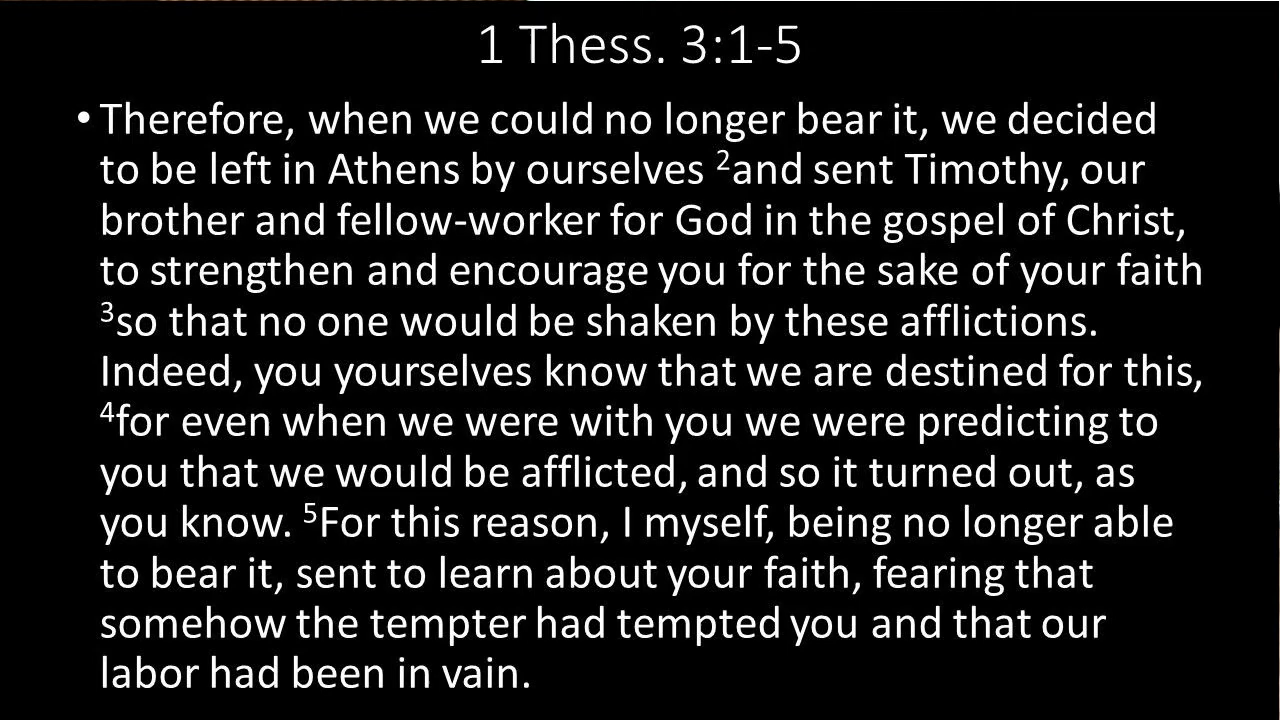 1 Thess. 3:1-5
• Therefore, when we could no longer bear it, we decided
to be left in Athens by ourselves ²and sent Timothy, our
brother and fellow-worker for God in the gospel of Christ,
to strengthen and encourage you for the sake of your faith
³so that no one would be shaken by these afflictions.
Indeed, you yourselves know that we are destined for this,
⁴for even when we were with you we were predicting to
you that we would be afflicted, and so it turned out, as
you know. ⁵For this reason, I myself, being no longer able
to bear it, sent to learn about your faith, fearing that
somehow the tempter had tempted you and that our
labor had been in vain.